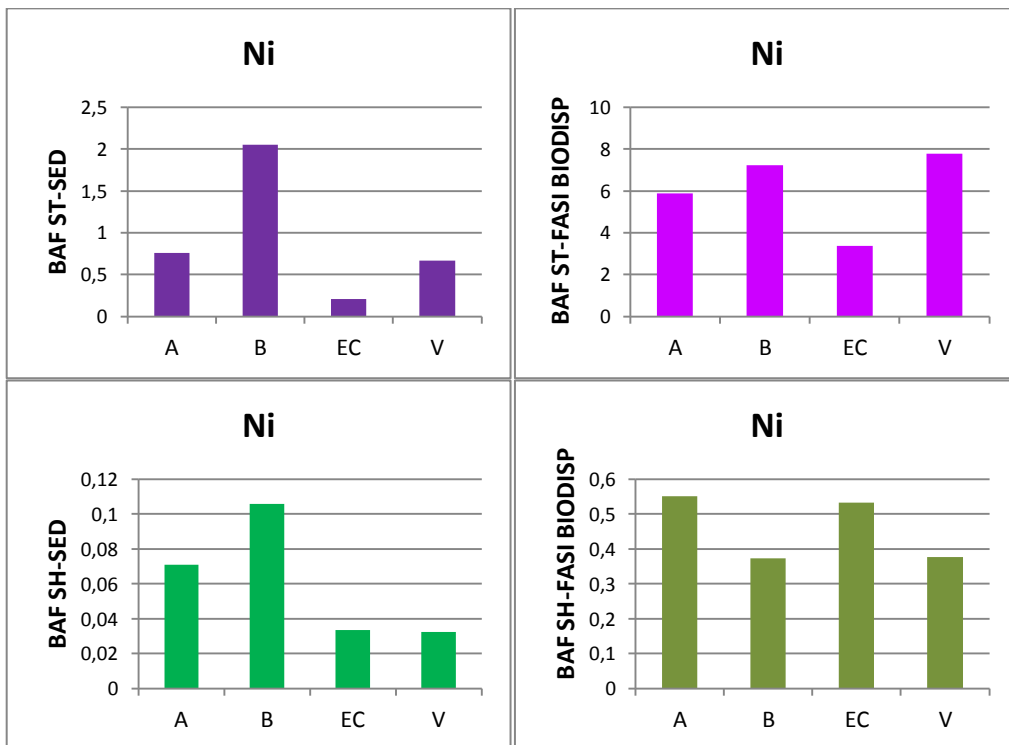 Ni
BAF ST-SED
2,5
2
1,5
1
0,5
0
A B EC V
Ni
BAF ST-FASI BIODISP
10
8
6
4
2
0
A B EC V
Ni
BAF SH-SED
0,12
0,1
0,08
0,06
0,04
0,02
0
A B EC V
Ni
BAF SH-FASI BIODISP
0,6
0,5
0,4
0,3
0,2
0,1
0
A B EC V